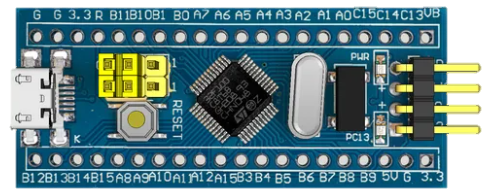 G G 3.3 R B11 B10 B1 B0 A7 A6 A5 A4 A3 A2 A1 A0 C15 C14 C13 VB
PWR
1
1
RESET
PC13
K
B12 B13 B14 B15 A8 A9 A10 A11 A12 A15 B3 B4 B5 B6 B7 B8 B9 5V G 3.3